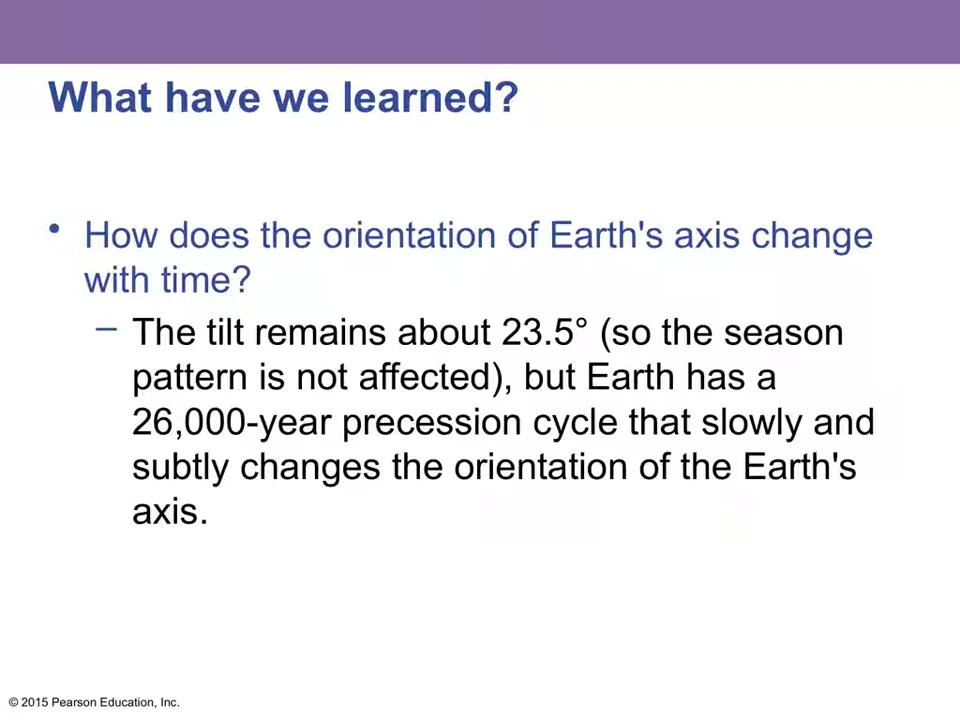 What have we learned?
• How does the orientation of Earth's axis change
with time?
– The tilt remains about 23.5° (so the season
pattern is not affected), but Earth has a
26,000-year precession cycle that slowly and
subtly changes the orientation of the Earth's
axis.
© 2015 Pearson Education, Inc.